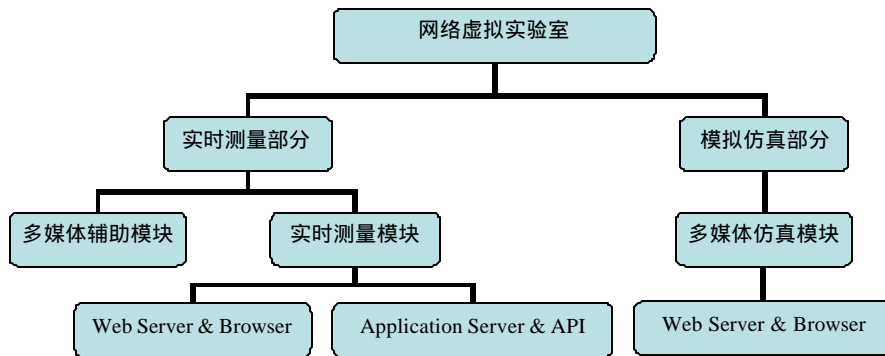 网络虚拟实验室
实时测量部分
模拟仿真部分
多媒体辅助模块
实时测量模块
多媒体仿真模块
Web Server & Browser
Application Server & API
Web Server & Browser